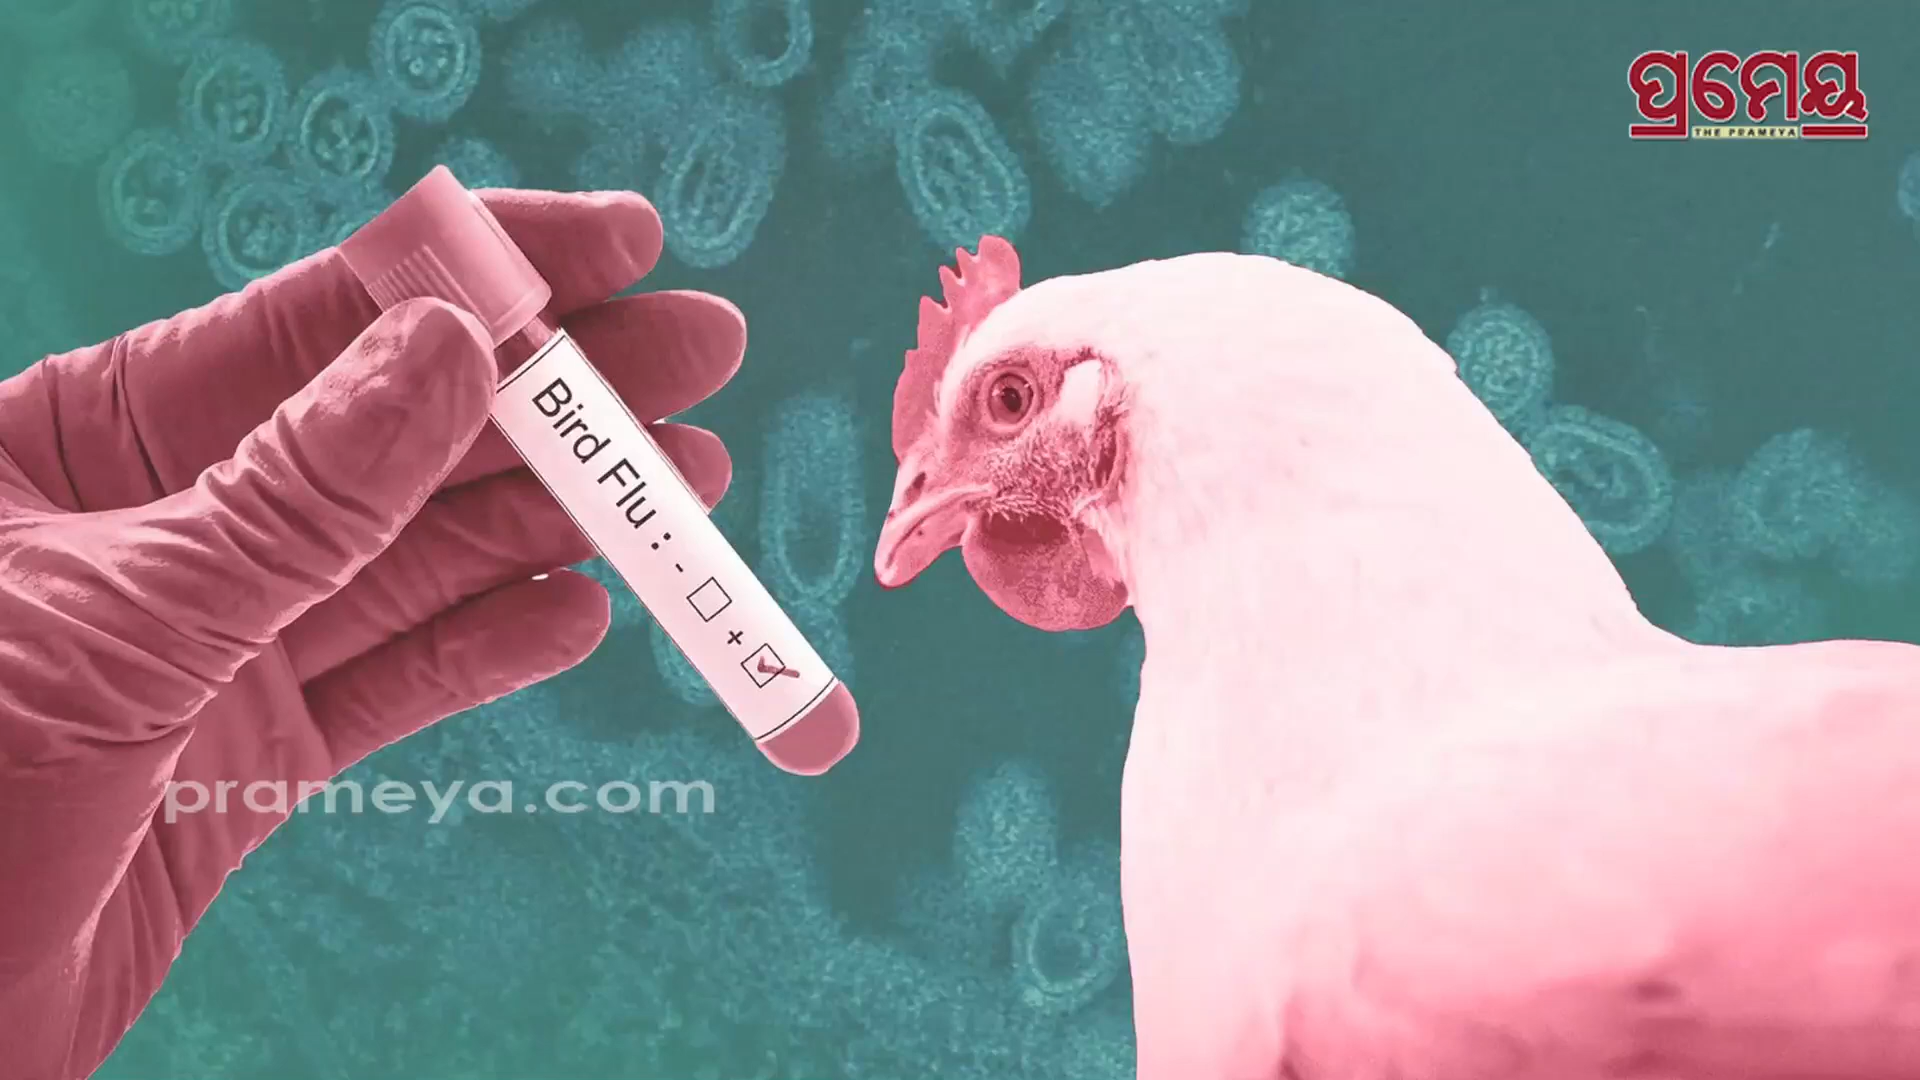 ପ୍ରମେୟ
THE PRAMEYA
Bird Flu : - □ + ☑
prameya.com